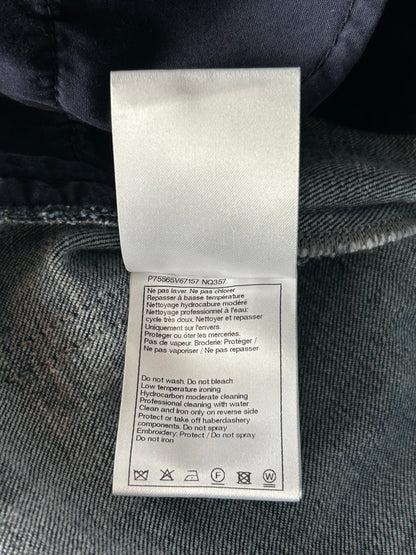 P75565V67157 NQ357
Ne pas laver. Ne pas chlorer
Repasser à basse température
Nettoyage hydrocabure modéré
Nettoyage professionnel à l'eau:
cycle très doux. Nettoyer et repasser
Uniquement sur l'envers.
Proteger ou ôter les merceries.
Pas de vapeur. Broderie: Protéger /
Ne pas vaporiser / Ne pas repasser
Do not wash. Do not bleach
Low temperature ironing
Hydrocarbon moderate cleaning
Professional cleaning with water
Clean and Iron only on reverse side
Protect or take off haberdashery
components. Do not spray
Embroidery: Protect / Do not spray
Do not iron
F
W